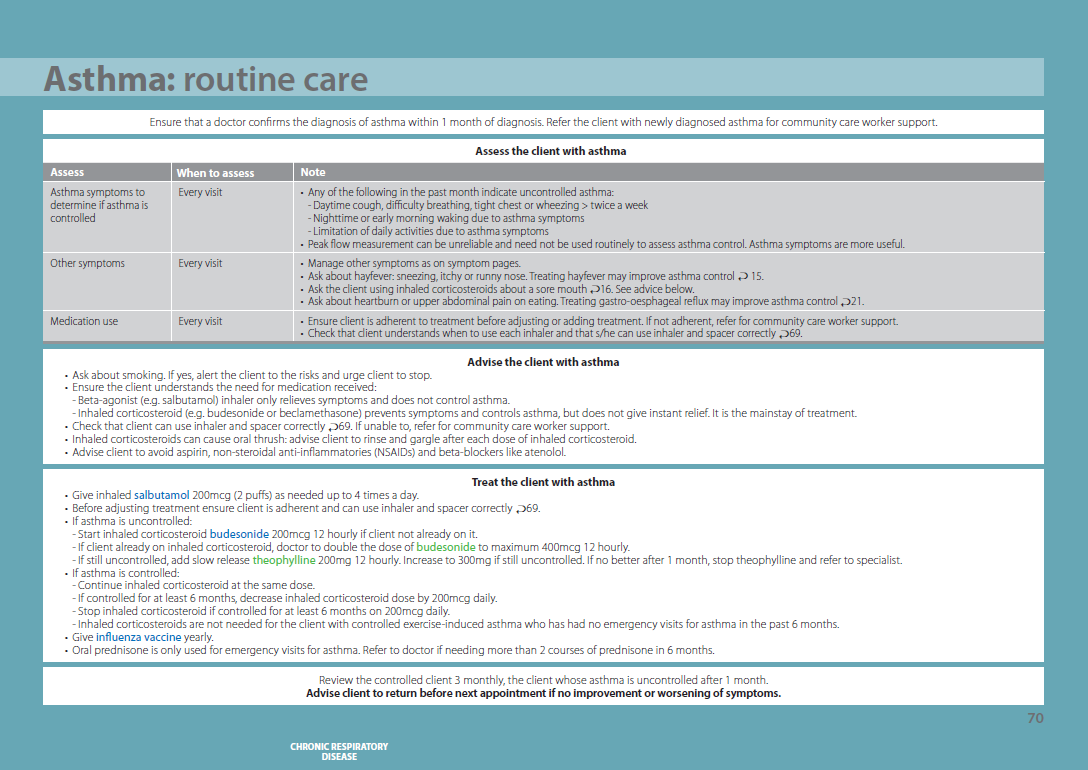 Asthma: routine care
Ensure that a doctor confirms the diagnosis of asthma within 1 month of diagnosis. Refer the client with newly diagnosed asthma for community care worker support.
Assess the client with asthma
Assess When to assess Note
Asthma symptoms to determine if asthma is controlled
Every visit
• Any of the following in the past month indicate uncontrolled asthma:
- Daytime cough, difficulty breathing, tight chest or wheezing > twice a week
- Nighttime or early morning waking due to asthma symptoms
- Limitation of daily activities due to asthma symptoms
• Peak flow measurement can be unreliable and need not be used routinely to assess asthma control. Asthma symptoms are more useful.
Other symptoms
Every visit
• Manage other symptoms as on symptom pages.
• Ask about hayfever: sneezing, itchy or runny nose. Treating hayfever may improve asthma control ⮌ 15.
• Ask the client using inhaled corticosteroids about a sore mouth ⮌16. See advice below.
• Ask about heartburn or upper abdominal pain on eating. Treating gastro-oesphageal reflux may improve asthma control ⮌21.
Medication use
Every visit
• Ensure client is adherent to treatment before adjusting or adding treatment. If not adherent, refer for community care worker support.
• Check that client understands when to use each inhaler and that s/he can use inhaler and spacer correctly ⮌69.
Advise the client with asthma
• Ask about smoking. If yes, alert the client to the risks and urge client to stop.
• Ensure the client understands the need for medication received:
- Beta-agonist (e.g. salbutamol) inhaler only relieves symptoms and does not control asthma.
- Inhaled corticosteroid (e.g. budesonide or beclamethasone) prevents symptoms and controls asthma, but does not give instant relief. It is the mainstay of treatment.
• Check that client can use inhaler and spacer correctly ⮌69. If unable to, refer for community care worker support.
• Inhaled corticosteroids can cause oral thrush: advise client to rinse and gargle after each dose of inhaled corticosteroid.
• Advise client to avoid aspirin, non-steroidal anti-inflammatories (NSAIDs) and beta-blockers like atenolol.
Treat the client with asthma
• Give inhaled salbutamol 200mcg (2 puffs) as needed up to 4 times a day.
• Before adjusting treatment ensure client is adherent and can use inhaler and spacer correctly ⮌69.
• If asthma is uncontrolled:
- Start inhaled corticosteroid budesonide 200mcg 12 hourly if client not already on it.
- If client already on inhaled corticosteroid, doctor to double the dose of budesonide to maximum 400mcg 12 hourly.
- If still uncontrolled, add slow release theophylline 200mg 12 hourly. Increase to 300mg if still uncontrolled. If no better after 1 month, stop theophylline and refer to specialist.
• If asthma is controlled:
- Continue inhaled corticosteroid at the same dose.
- If controlled for at least 6 months, decrease inhaled corticosteroid dose by 200mcg daily.
- Stop inhaled corticosteroid if controlled for at least 6 months on 200mcg daily.
- Inhaled corticosteroids are not needed for the client with controlled exercise-induced asthma who has had no emergency visits for asthma in the past 6 months.
• Give influenza vaccine yearly.
• Oral prednisone is only used for emergency visits for asthma. Refer to doctor if needing more than 2 courses of prednisone in 6 months.
Review the controlled client 3 monthly, the client whose asthma is uncontrolled after 1 month.
Advise client to return before next appointment if no improvement or worsening of symptoms.
70
CHRONIC RESPIRATORY
DISEASE